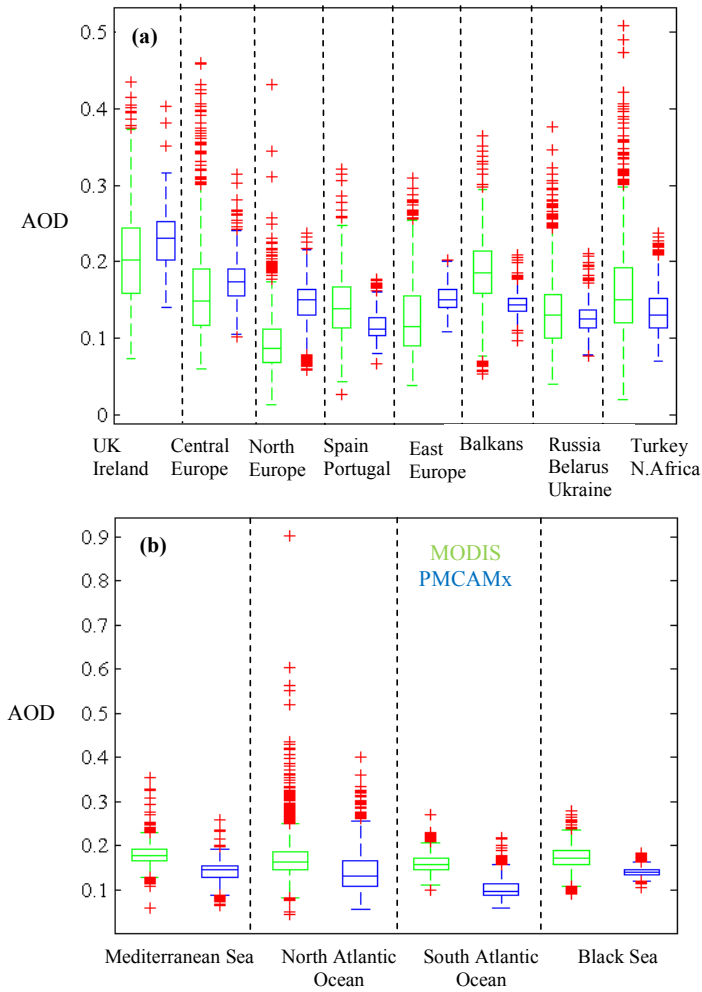 (a)
0.5
0.4
0.3
0.2
0.1
0
AOD
UK
Ireland
Central
Europe
North
Europe
Spain
Portugal
East
Europe
Balkans
Russia
Belarus
Ukraine
Turkey
N.Africa
(b)
MODIS
PMCAMx
0.9
0.8
0.7
0.6
0.5
0.4
0.3
0.2
0.1
AOD
Mediterranean Sea
North Atlantic
Ocean
South Atlantic
Ocean
Black Sea